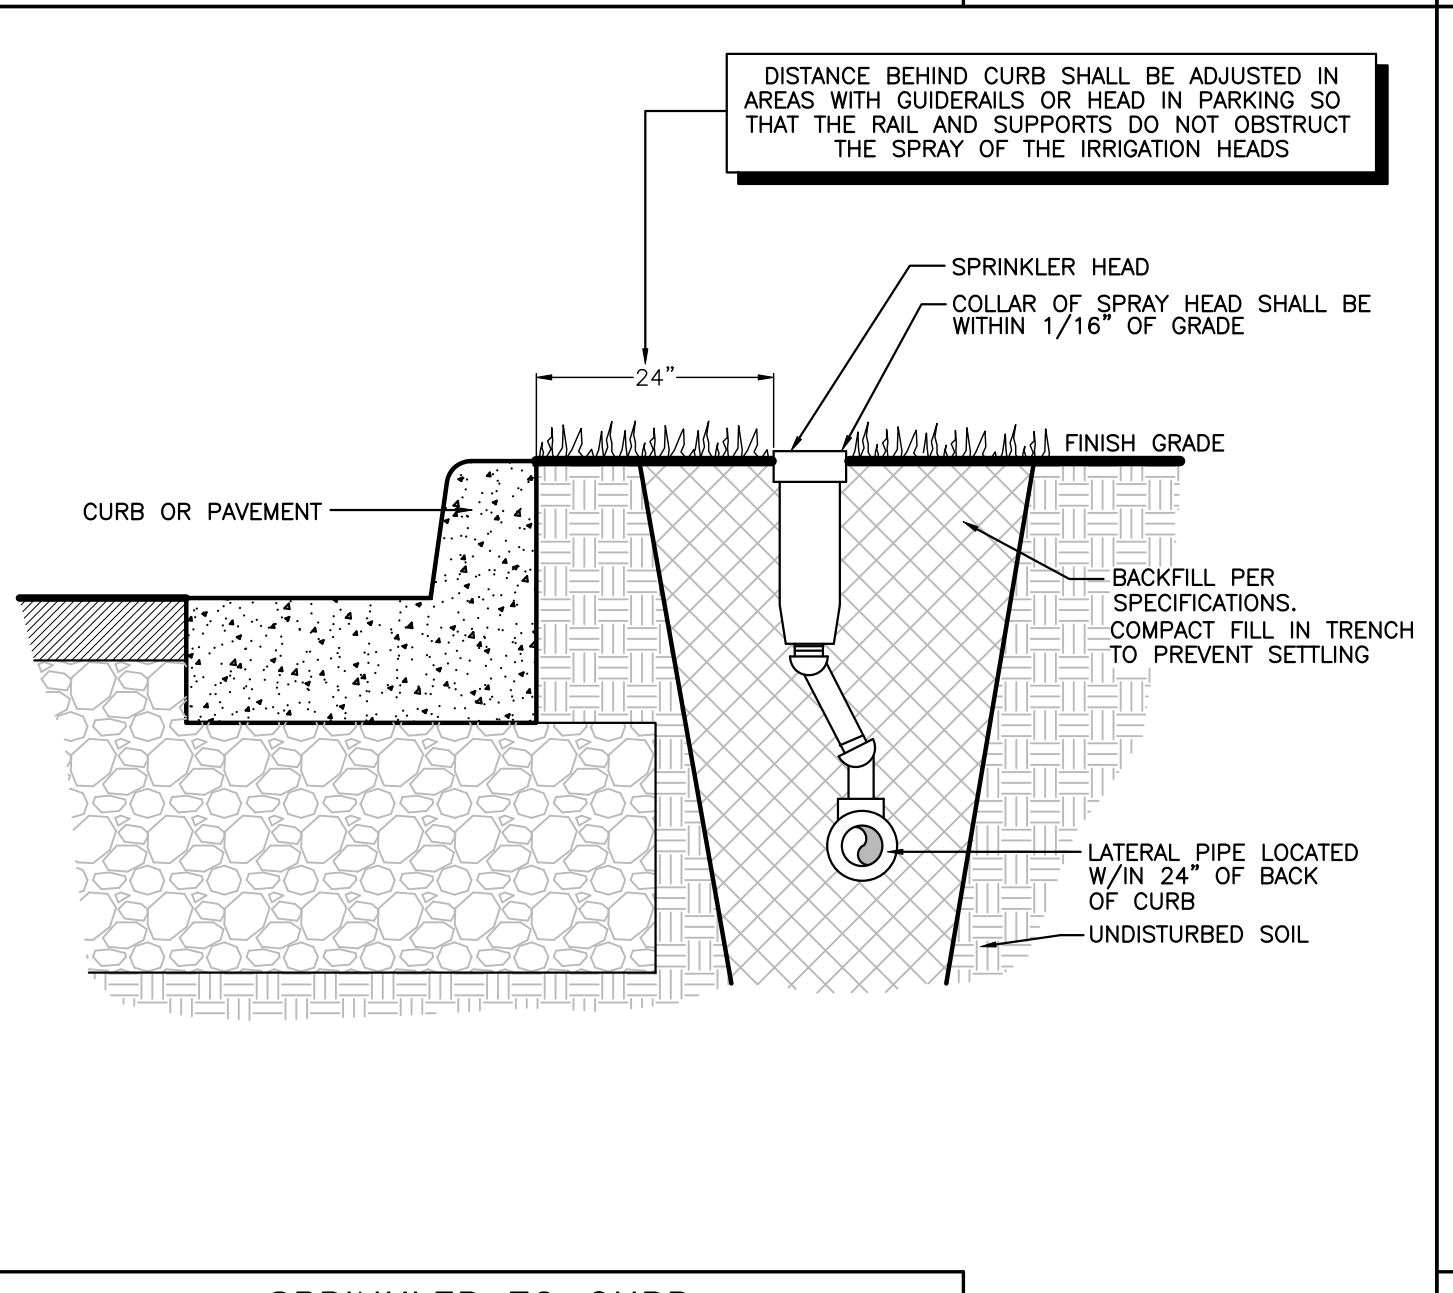 DISTANCE BEHIND CURB SHALL BE ADJUSTED IN
AREAS WITH GUIDERAILS OR HEAD IN PARKING SO
THAT THE RAIL AND SUPPORTS DO NOT OBSTRUCT
THE SPRAY OF THE IRRIGATION HEADS
SPRINKLER HEAD
COLLAR OF SPRAY HEAD SHALL BE
WITHIN 1/16" OF GRADE
24"
FINISH GRADE
CURB OR PAVEMENT
BACKFILL PER
SPECIFICATIONS.
COMPACT FILL IN TRENCH
TO PREVENT SETTLING
LATERAL PIPE LOCATED
W/IN 24" OF BACK
OF CURB
UNDISTURBED SOIL
SPRINKLER TO CURB